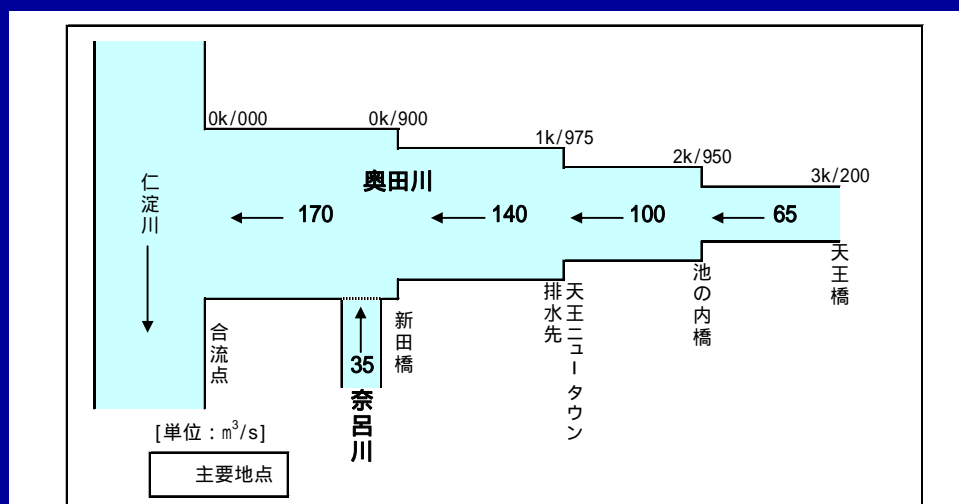 0k/000
0k/900
1k/975
2k/950
3k/200
仁淀川
奥田川
170
140
100
65
合流点
35
奈呂川
新田橋
天王ニュータウン
排水先
池の内橋
天王橋
[単位：m³/s]
主要地点